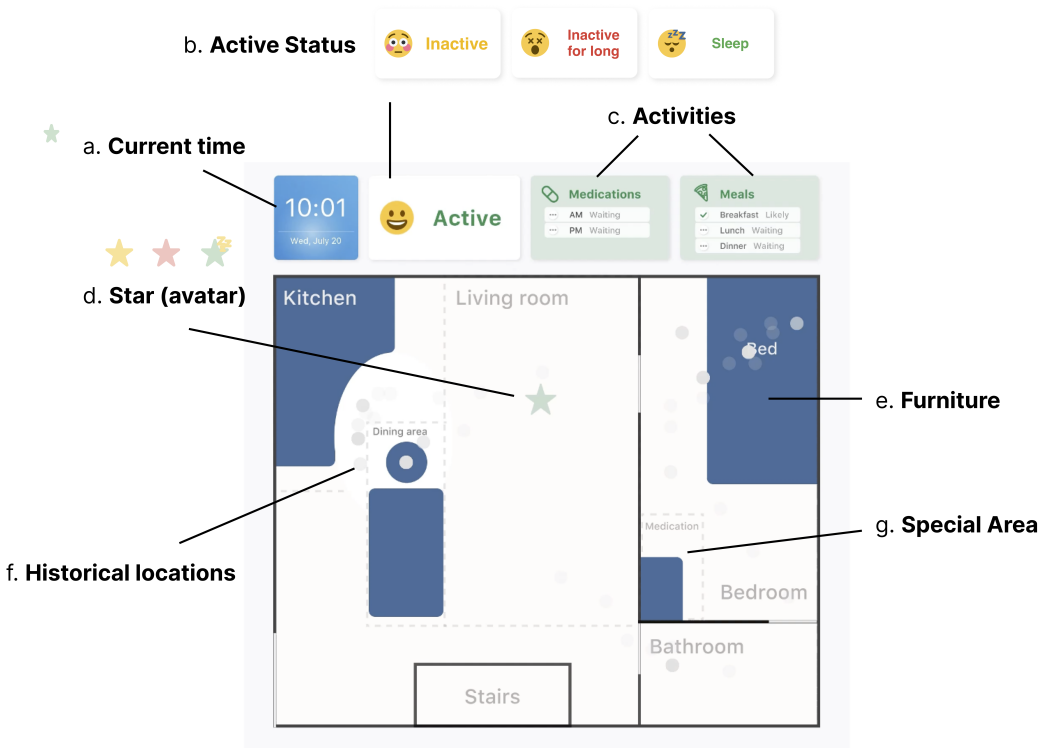 b. Active Status
Inactive
Inactive
for long
zzZ
Sleep
c. Activities
a. Current time
10:01
Wed, July 20
Active
Medications
AM Waiting
PM Waiting
Meals
Breakfast Likely
Lunch Waiting
Dinner Waiting
zz
d. Star (avatar)
Kitchen
Living room
Bed
e. Furniture
Dining area
g. Special Area
Medication
f. Historical locations
Bedroom
Bathroom
Stairs